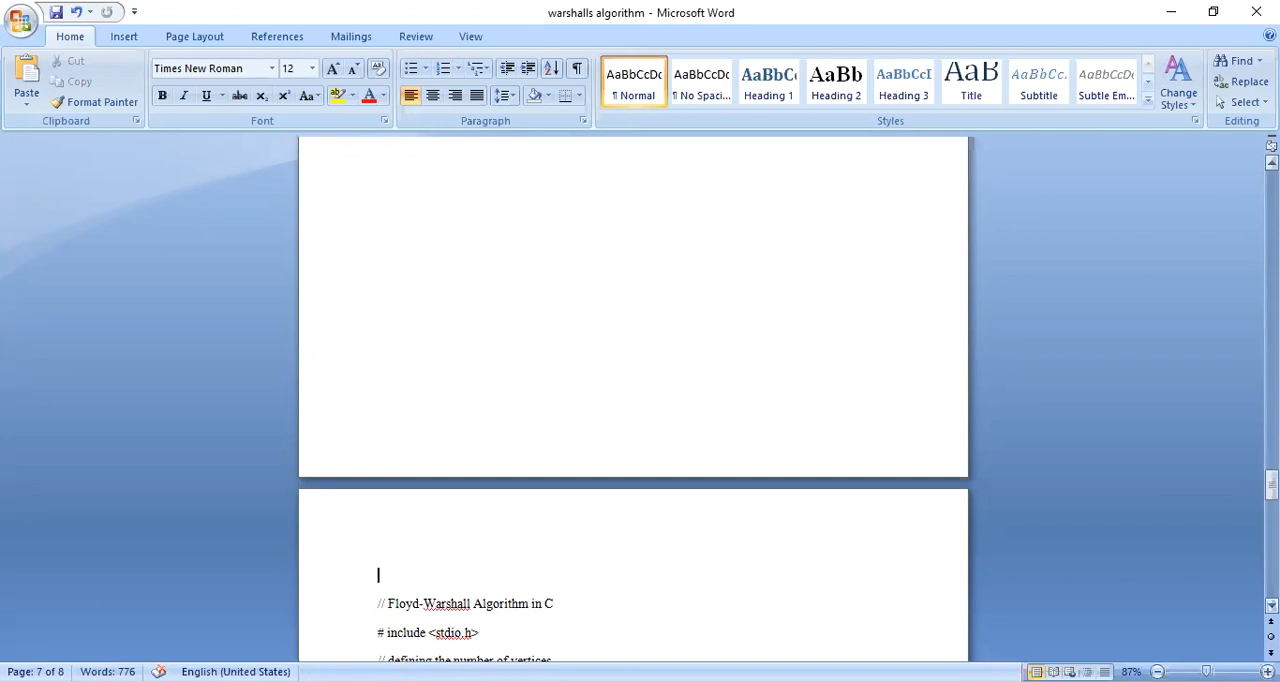 warshalls algorithm - Microsoft Word
Home Insert Page Layout References Mailings Review View
Paste
Cut
Copy
Format Painter
Clipboard
Times New Roman 12
Font
Paragraph
AaBbCcDc AaBbCcDc AaBbC AaBb AaBbCcI AaB AaBbCc. AaBbCcDc
¶ Normal ¶ No Spaci... Heading 1 Heading 2 Heading 3 Title Subtitle Subtle Em...
Change Styles
Styles
Find
Replace
Select
Editing
// Floyd-Warshall Algorithm in C
# include <stdio.h>
// defining the number of vertices
Page: 7 of 8 Words: 776 English (United States) 87%